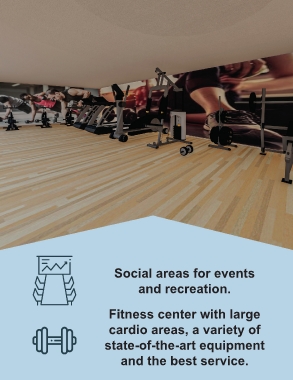 Social areas for events
and recreation.
Fitness center with large
cardio areas, a variety of
state-of-the-art equipment
and the best service.